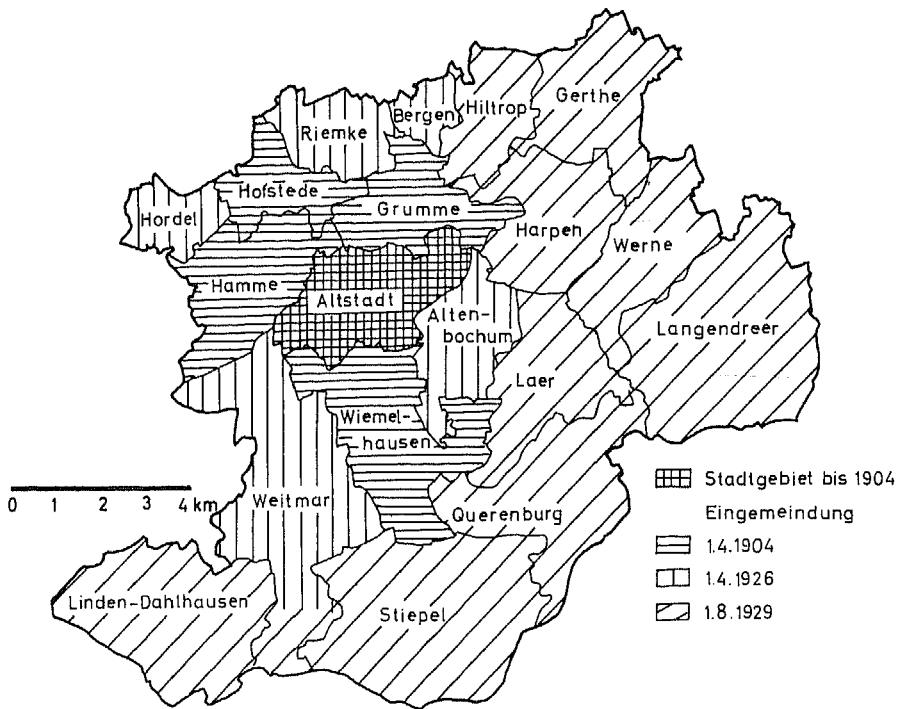 Gerthe
Hiltrop
Bergen
Riemke
Hofstede
Hordel
Grumme
Harpen
Werne
Hamme
Altstadt
Alten-
bochum
Langendreer
Laer
Wiemel-
hausen
Weitmar
Querenburg
Linden-Dahlhausen
Stiepel
0 1 2 3 4 km
Stadtgebiet bis 1904
Eingemeindung
1.4.1904
1.4.1926
1.8.1929